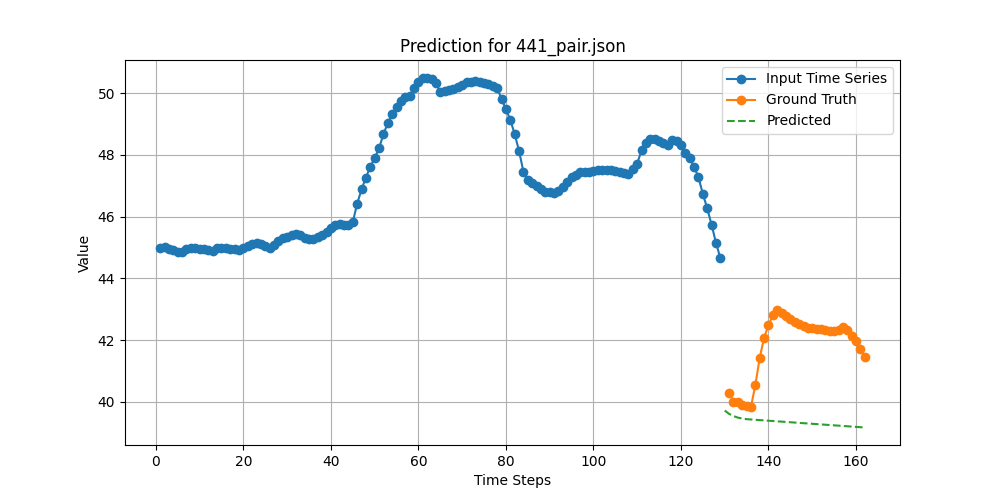 Prediction for 441_pair.json
Input Time Series
Ground Truth
Predicted
Value
50
48
46
44
42
40
0 20 40 60 80 100 120 140 160
Time Steps